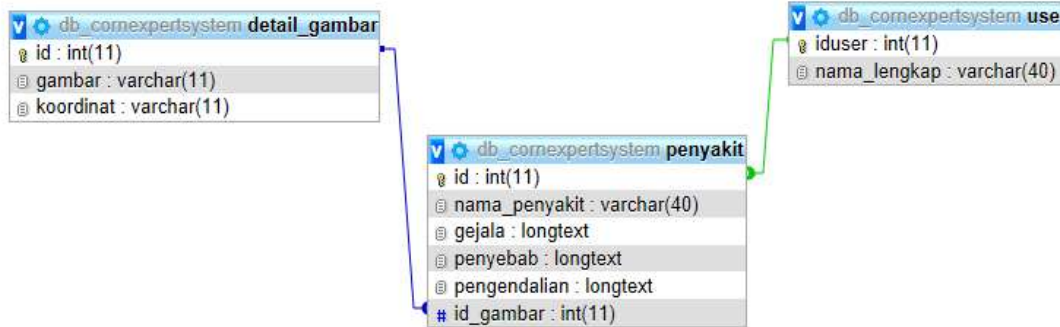 db_cornexpertsystem detail_gambar
id : int(11)
gambar : varchar(11)
koordinat : varchar(11)
db_cornexpertsystem use
iduser : int(11)
nama_lengkap : varchar(40)
db_cornexpertsystem penyakit
id : int(11)
nama_penyakit : varchar(40)
gejala : longtext
penyebab : longtext
pengendalian : longtext
# id_gambar : int(11)